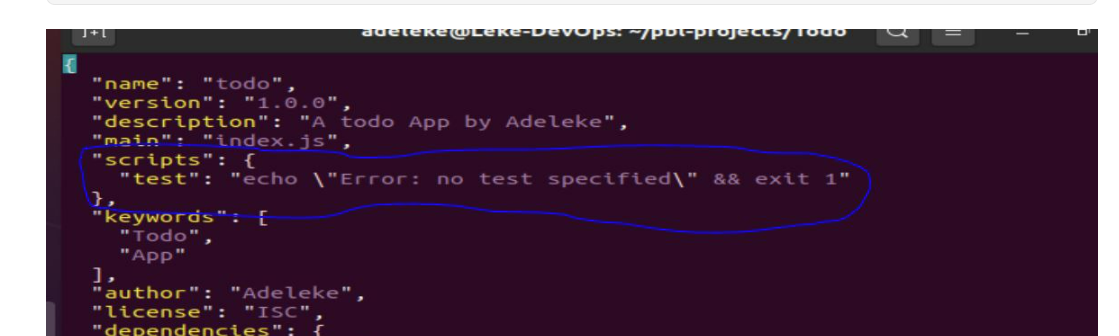 adeleke@Leke-DevOps: ~/pbl-projects/Todo
{
"name": "todo",
"version": "1.0.0",
"description": "A todo App by Adeleke",
"main": "index.js",
"scripts": {
"test": "echo \"Error: no test specified\" && exit 1"
},
"keywords": [
"Todo",
"App"
],
"author": "Adeleke",
"license": "ISC",
"dependencies": {